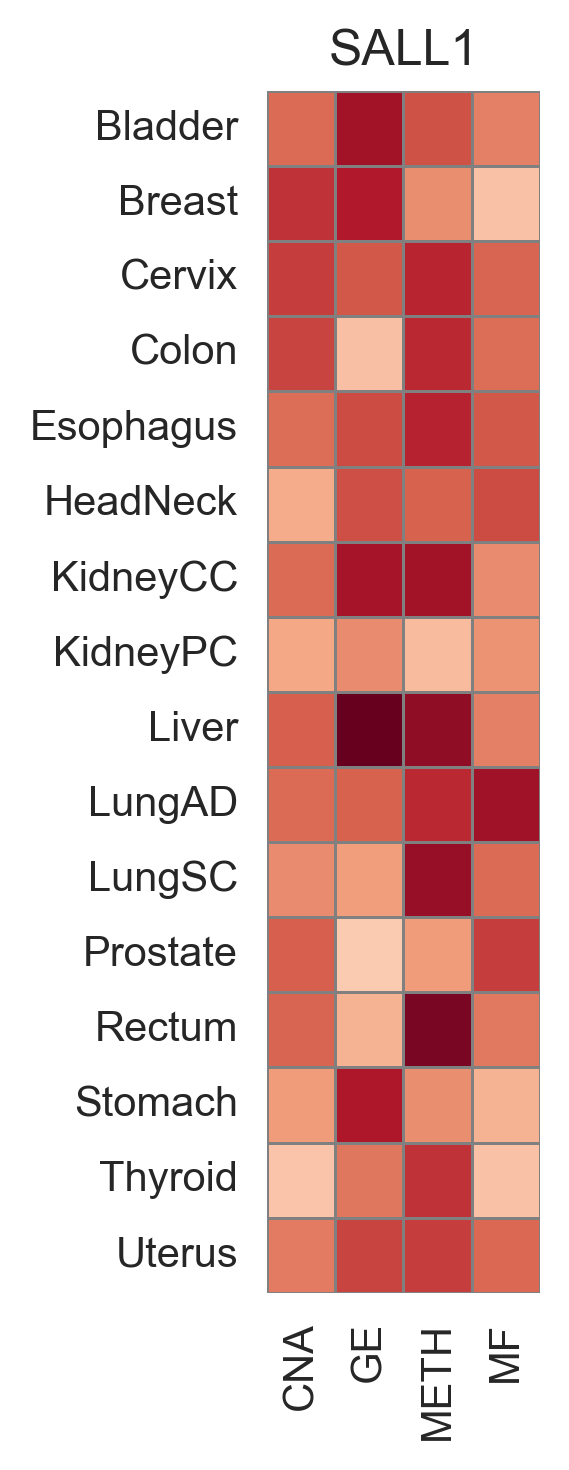 SALL1
Bladder
Breast
Cervix
Colon
Esophagus
HeadNeck
KidneyCC
KidneyPC
Liver
LungAD
LungSC
Prostate
Rectum
Stomach
Thyroid
Uterus
CNA
GE
METH
MF